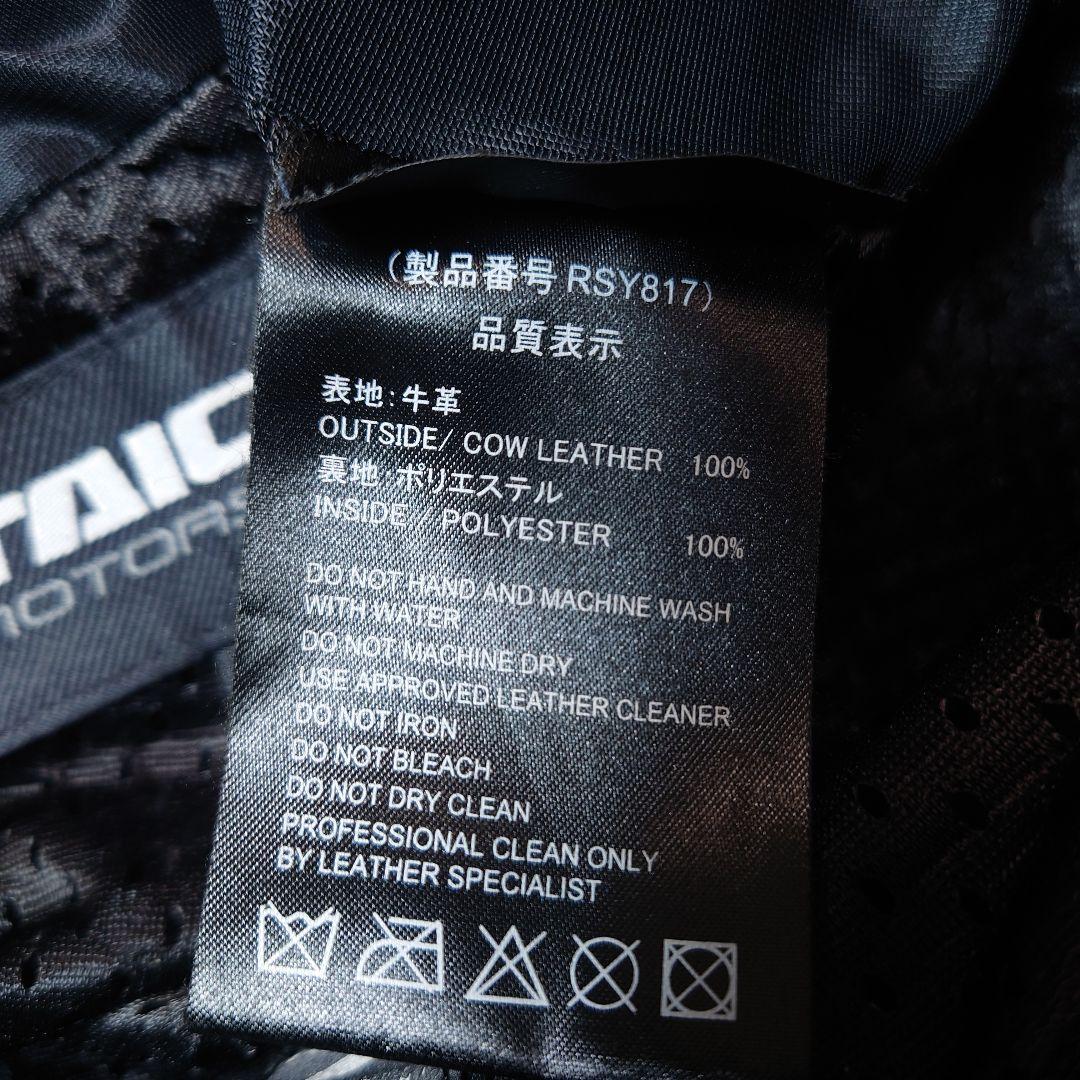 (製品番号 RSY817)
品質表示
表地:牛革
OUTSIDE/ COW LEATHER 100%
裏地:ポリエステル
INSIDE/ POLYESTER 100%
DO NOT HAND AND MACHINE WASH
WITH WATER
DO NOT MACHINE DRY
USE APPROVED LEATHER CLEANER
DO NOT IRON
DO NOT BLEACH
DO NOT DRY CLEAN
PROFESSIONAL CLEAN ONLY
BY LEATHER SPECIALIST